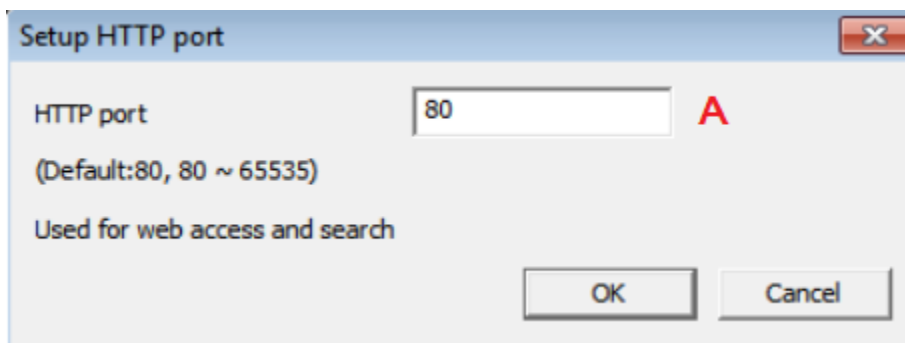 Setup HTTP port
HTTP port 80 A
(Default:80, 80 ~ 65535)
Used for web access and search
OK Cancel